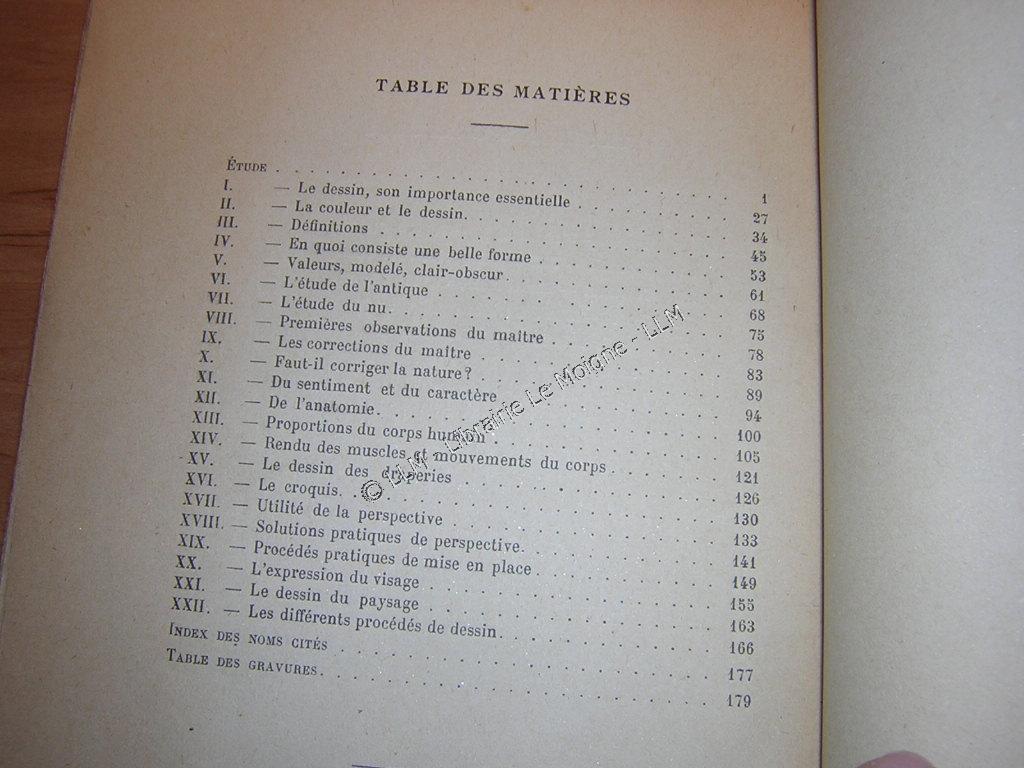 TABLE DES MATIÈRES
ÉTUDE . . . . . . . . . . 1
I. — Le dessin, son importance essentielle . . . . . . . . . . 27
II. — La couleur et le dessin. . . . . . . . . . 34
III. — Définitions . . . . . . . . . . 45
IV. — En quoi consiste une belle forme . . . . . . . . . . 53
V. — Valeurs, modelé, clair-obscur. . . . . . . . . . 61
VI. — L'étude de l'antique . . . . . . . . . . 68
VII. — L'étude du nu. . . . . . . . . . 75
VIII. — Premières observations du maître . . . . . . . . . . 78
IX. — Les corrections du maître . . . . . . . . . . 83
X. — Faut-il corriger la nature? . . . . . . . . . . 89
XI. — Du sentiment et du caractère . . . . . . . . . . 94
XII. — De l'anatomie. . . . . . . . . . 100
XIII. — Proportions du corps humain . . . . . . . . . . 105
XIV. — Rendu des muscles et mouvements du corps . . . . . . . . . . 121
XV. — Le dessin des draperies . . . . . . . . . . 126
XVI. — Le croquis. . . . . . . . . . 130
XVII. — Utilité de la perspective . . . . . . . . . . 133
XVIII. — Solutions pratiques de perspective. . . . . . . . . . 141
XIX. — Procédés pratiques de mise en place . . . . . . . . . . 149
XX. — L'expression du visage . . . . . . . . . . 155
XXI. — Le dessin du paysage . . . . . . . . . . 163
XXII. — Les différents procédés de dessin. . . . . . . . . . 166
INDEX DES NOMS CITÉS . . . . . . . . . . 177
TABLE DES GRAVURES. . . . . . . . . . 179
© LLM - Librairie Le Moigne - LLM